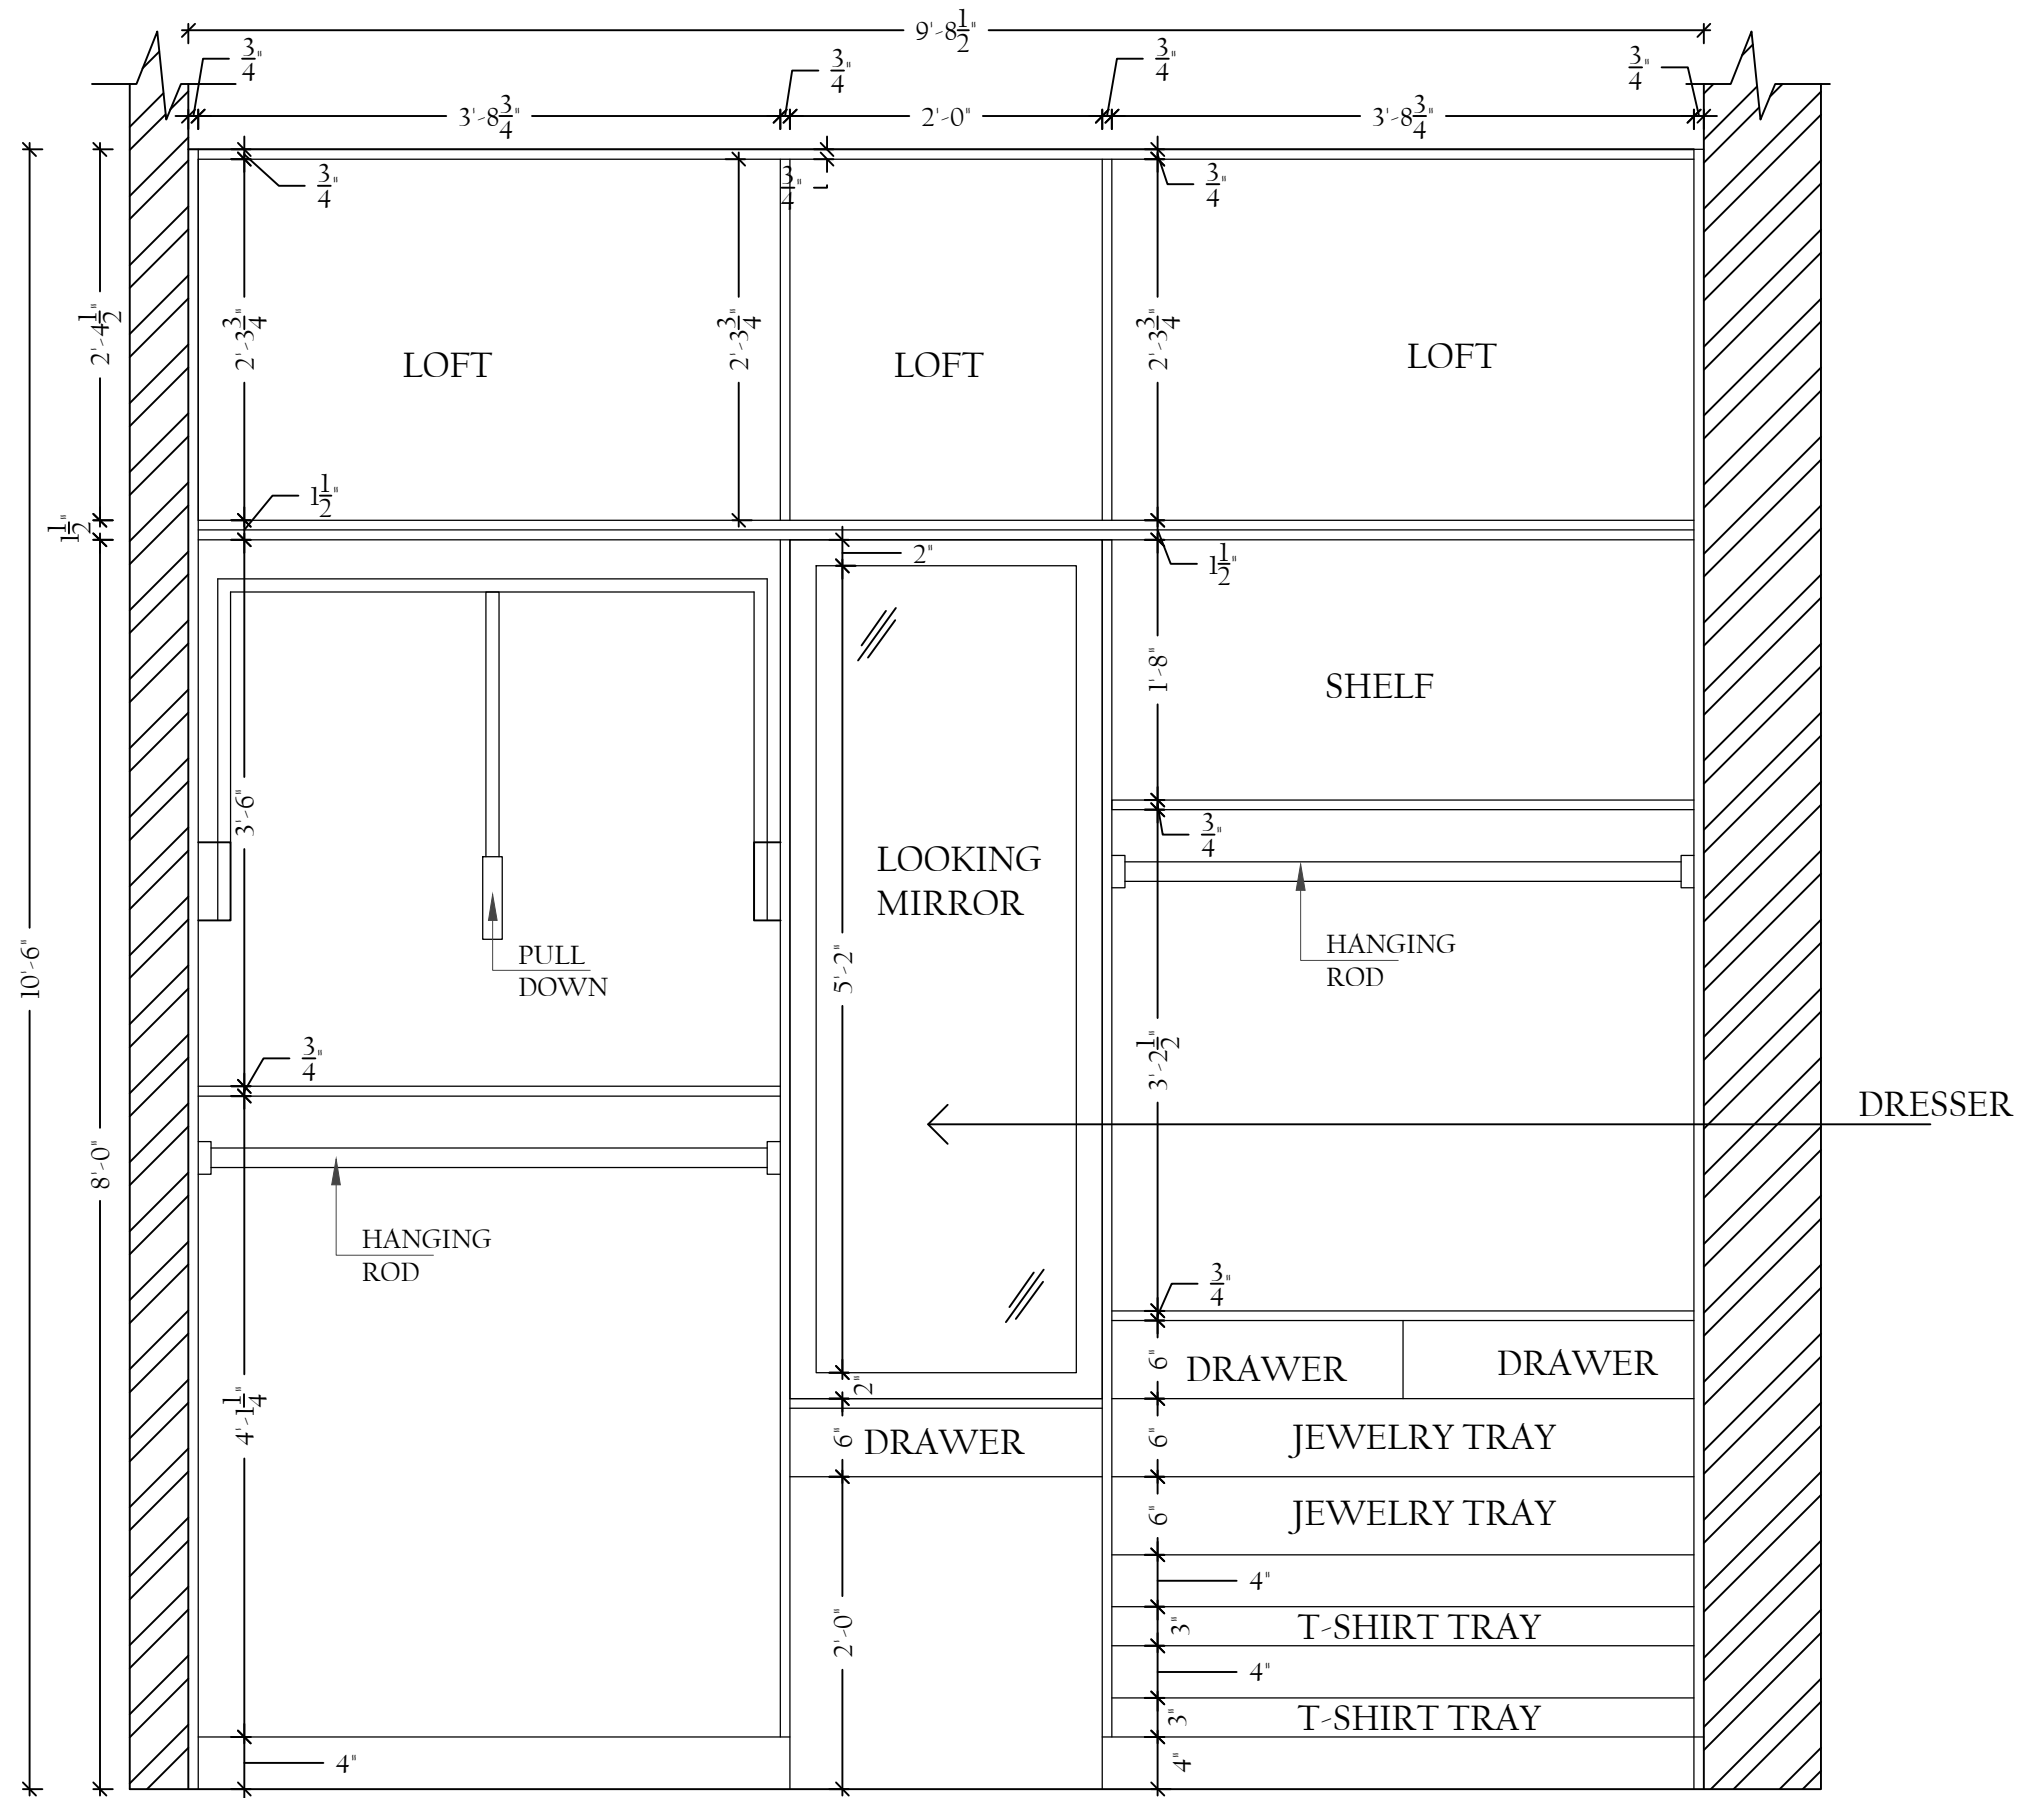 9'-8 1/2"
3/4"
3/4"
3/4"
3/4"
3'-8 3/4"
2'-0"
3'-8 3/4"
3/4"
3/4"
3/4"
2'-4 1/2"
2'-3 3/4"
2'-3 3/4"
2'-3 3/4"
LOFT
LOFT
LOFT
1 1/2"
1 1/2"
2"
1 1/2"
1'-8"
SHELF
3'-6"
3/4"
LOOKING
MIRROR
10'-6"
PULL
DOWN
5'-2"
HANGING
ROD
3/4"
3'-2 1/2"
DRESSER
8'-0"
HANGING
ROD
3/4"
6"
DRAWER
DRAWER
2"
4'-1 1/4"
6"
DRAWER
6"
JEWELRY TRAY
6"
JEWELRY TRAY
4"
2'-0"
3"
T-SHIRT TRAY
4"
3"
T-SHIRT TRAY
4"
4"